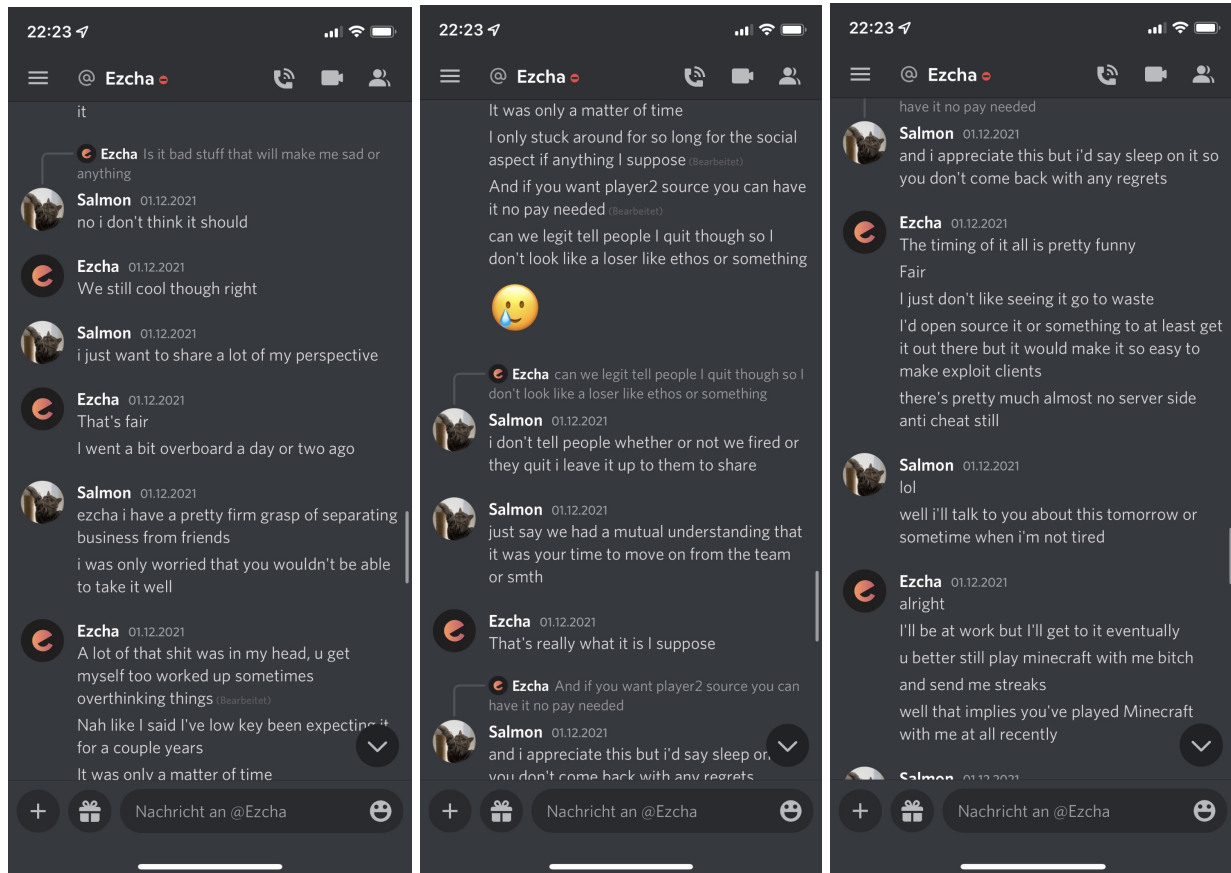 22:23
@ Ezcha
it
Ezcha Is it bad stuff that will make me sad or
anything
Salmon 01.12.2021
no i don't think it should
Ezcha 01.12.2021
We still cool though right
Salmon 01.12.2021
i just want to share a lot of my perspective
Ezcha 01.12.2021
That's fair
I went a bit overboard a day or two ago
Salmon 01.12.2021
ezcha i have a pretty firm grasp of separating
business from friends
i was only worried that you wouldn't be able
to take it well
Ezcha 01.12.2021
A lot of that shit was in my head, u get
myself too worked up sometimes
overthinking things (Bearbeitet)
Nah like I said I've low key been expecting it
for a couple years
It was only a matter of time
Nachricht an @Ezcha
22:23
@ Ezcha
It was only a matter of time
I only stuck around for so long for the social
aspect if anything I suppose (Bearbeitet)
And if you want player2 source you can have
it no pay needed (Bearbeitet)
can we legit tell people I quit though so I
don't look like a loser like ethos or something
Ezcha can we legit tell people I quit though so I
don't look like a loser like ethos or something
Salmon 01.12.2021
i don't tell people whether or not we fired or
they quit i leave it up to them to share
Salmon 01.12.2021
just say we had a mutual understanding that
it was your time to move on from the team
or smth
Ezcha 01.12.2021
That's really what it is I suppose
Ezcha And if you want player2 source you can
have it no pay needed
Salmon 01.12.2021
and i appreciate this but i'd say sleep on
you don't come back with any regrets
Nachricht an @Ezcha
22:23
@ Ezcha
have it no pay needed
Salmon 01.12.2021
and i appreciate this but i'd say sleep on it so
you don't come back with any regrets
Ezcha 01.12.2021
The timing of it all is pretty funny
Fair
I just don't like seeing it go to waste
I'd open source it or something to at least get
it out there but it would make it so easy to
make exploit clients
there's pretty much almost no server side
anti cheat still
Salmon 01.12.2021
lol
well i'll talk to you about this tomorrow or
sometime when i'm not tired
Ezcha 01.12.2021
alright
I'll be at work but I'll get to it eventually
u better still play minecraft with me bitch
and send me streaks
well that implies you've played Minecraft
with me at all recently
Salmon 01.12.2021
Nachricht an @Ezcha